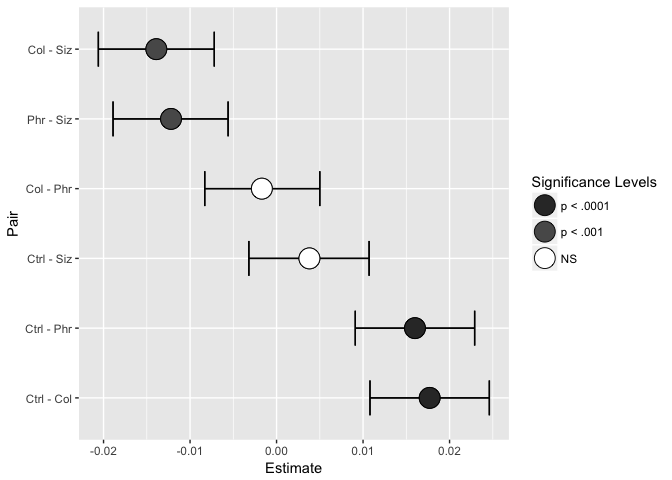 Col - Siz
Phr - Siz
Col - Phr
Ctrl - Siz
Ctrl - Phr
Ctrl - Col
Pair
-0.02 -0.01 0.00 0.01 0.02
Estimate
Significance Levels
p < .0001
p < .001
NS